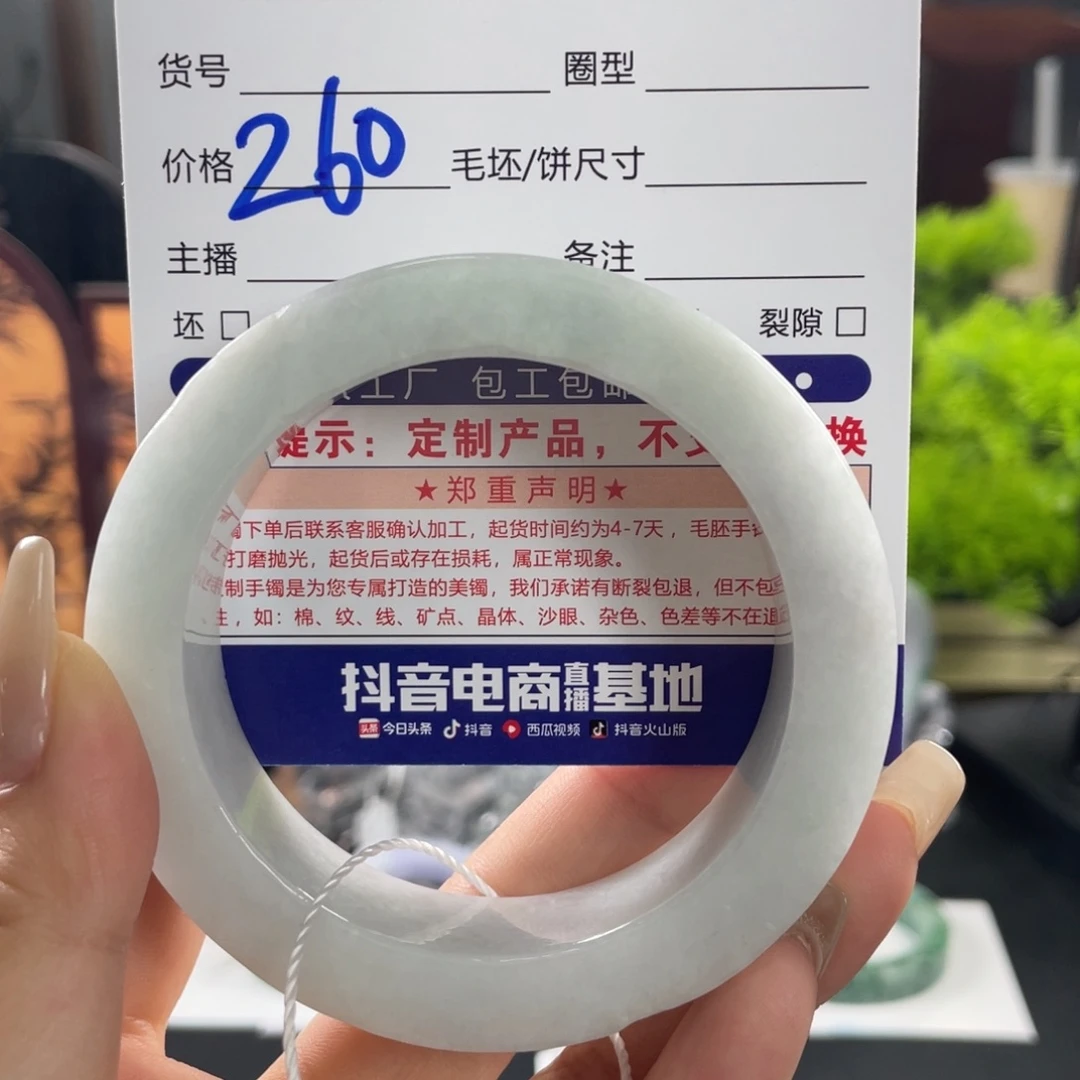 货号 圈型
价格 260 毛坯/饼尺寸
主播 备注
坯 □ 裂隙 □
工厂 包工包邮
提示：定制产品，不 换
★郑重声明★
下单后联系客服确认加工，起货时间约为4-7天，毛胚手
打磨抛光，起货后或存在损耗，属正常现象。
制手镯是为您专属打造的美镯，我们承诺有断裂包退，但不包
，如：棉、纹、线、矿点、晶体、沙眼、杂色、色差等不在退
抖音电商直播基地
头条 今日头条 抖音 西瓜视频 抖音火山版